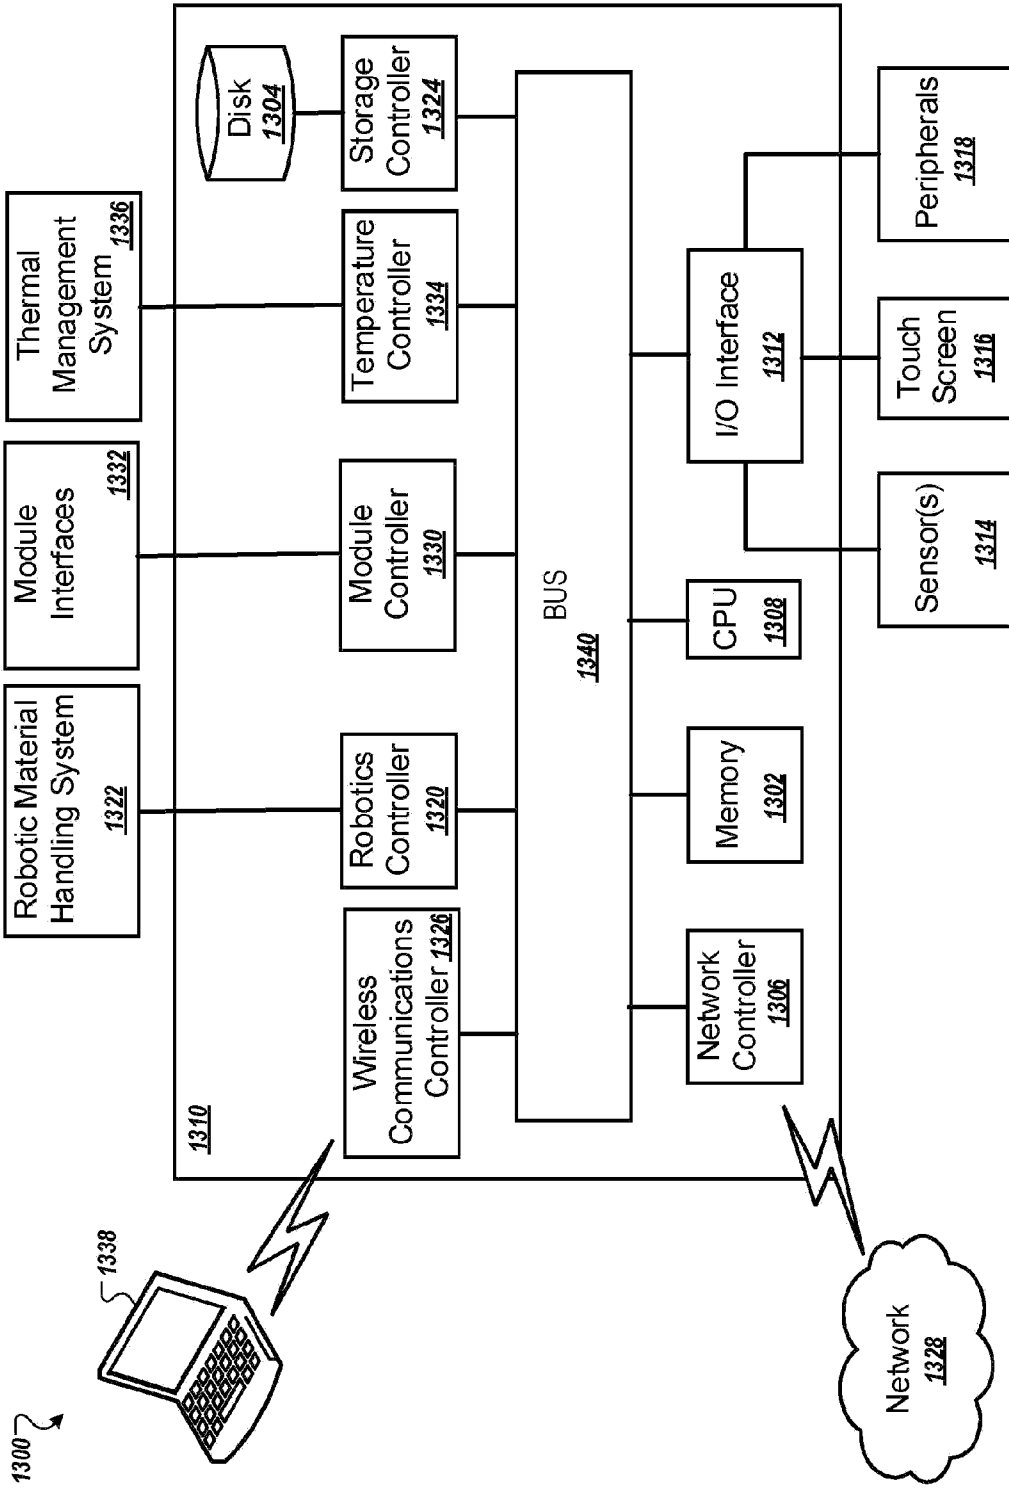 1300
1338
1310
Robotic Material
Handling System
1322
Module
Interfaces
1332
Thermal
Management
System
1336
Wireless
Communications
Controller 1326
Robotics
Controller
1320
Module
Controller
1330
Temperature
Controller
1334
Storage
Controller
1324
Disk
1304
BUS
1340
Network
Controller
1306
Memory
1302
CPU
1308
I/O Interface
1312
Network
1328
Sensor(s)
1314
Touch
Screen
1316
Peripherals
1318